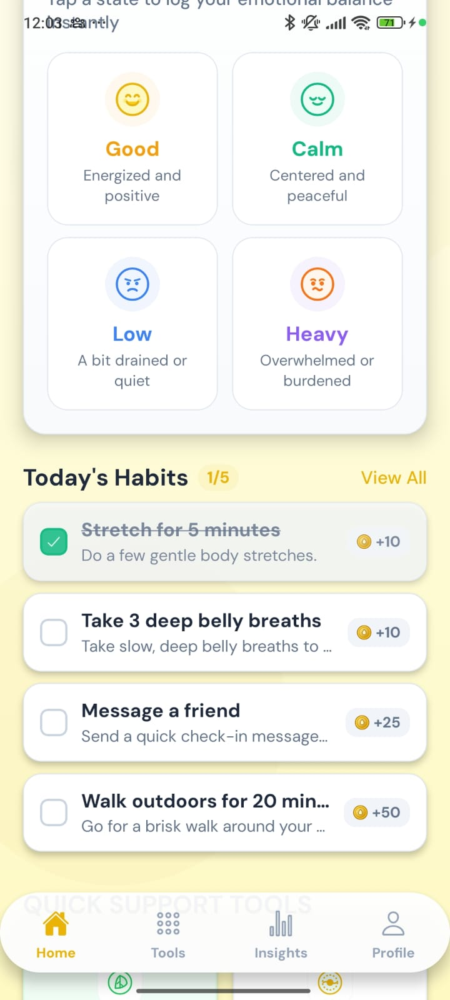 Tap a state to log your emotional balance
instantly
12:03
71
Good
Energized and
positive
Calm
Centered and
peaceful
Low
A bit drained or
quiet
Heavy
Overwhelmed or
burdened
Today's Habits 1/5 View All
Stretch for 5 minutes
Do a few gentle body stretches.
+10
Take 3 deep belly breaths
Take slow, deep belly breaths to ...
+10
Message a friend
Send a quick check-in message...
+25
Walk outdoors for 20 min...
Go for a brisk walk around your ...
+50
QUICK SUPPORT TOOLS
Home Tools Insights Profile